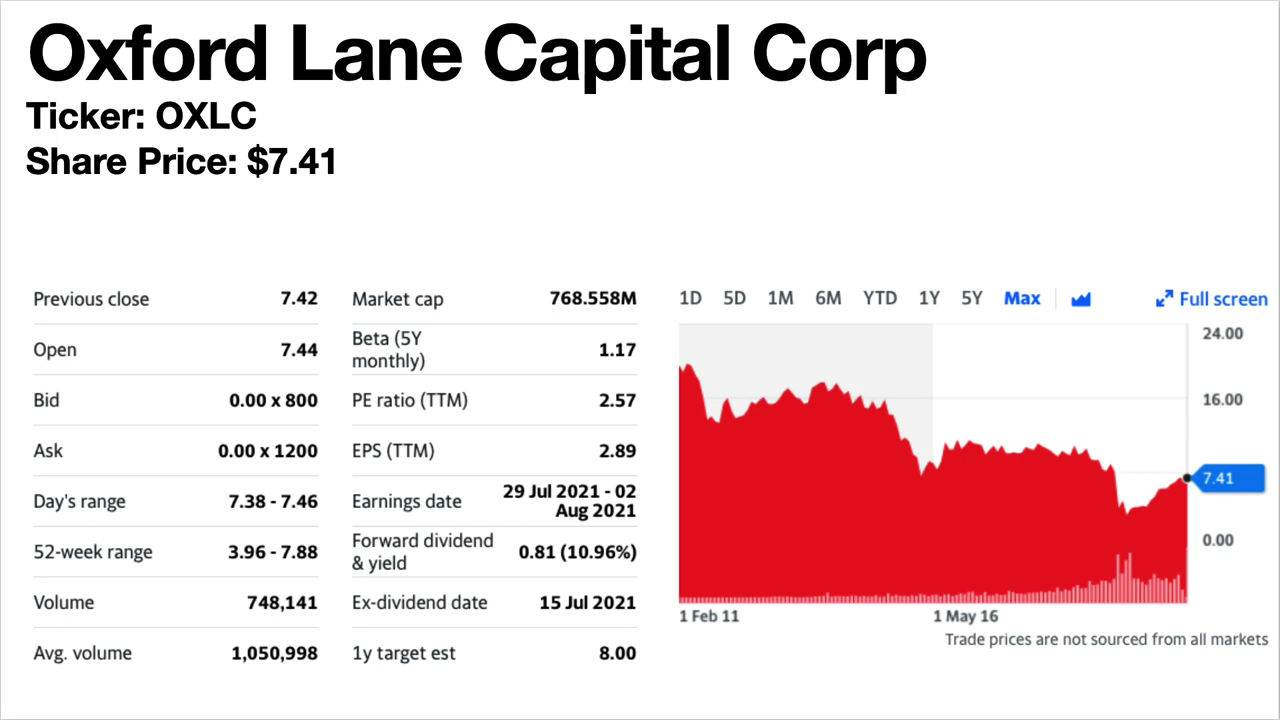 Oxford Lane Capital Corp
Ticker: OXLC
Share Price: $7.41
Previous close 7.42
Open 7.44
Bid 0.00 x 800
Ask 0.00 x 1200
Day's range 7.38 - 7.46
52-week range 3.96 - 7.88
Volume 748,141
Avg. volume 1,050,998
Market cap 768.558M
Beta (5Y
monthly) 1.17
PE ratio (TTM) 2.57
EPS (TTM) 2.89
Earnings date 29 Jul 2021 - 02
Aug 2021
Forward dividend
& yield 0.81 (10.96%)
Ex-dividend date 15 Jul 2021
1y target est 8.00
1D 5D 1M 6M YTD 1Y 5Y Max Full screen
24.00
16.00
7.41
0.00
1 Feb 11 1 May 16
Trade prices are not sourced from all markets